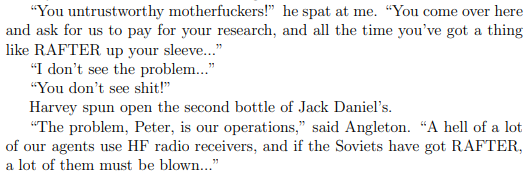 “You untrustworthy motherfuckers!” he spat at me. “You come over here
and ask for us to pay for your research, and all the time you’ve got a thing
like RAFTER up your sleeve...”
“I don’t see the problem...”
“You don’t see shit!”
Harvey spun open the second bottle of Jack Daniel’s.
“The problem, Peter, is our operations,” said Angleton. “A hell of a lot
of our agents use HF radio receivers, and if the Soviets have got RAFTER,
a lot of them must be blown...”